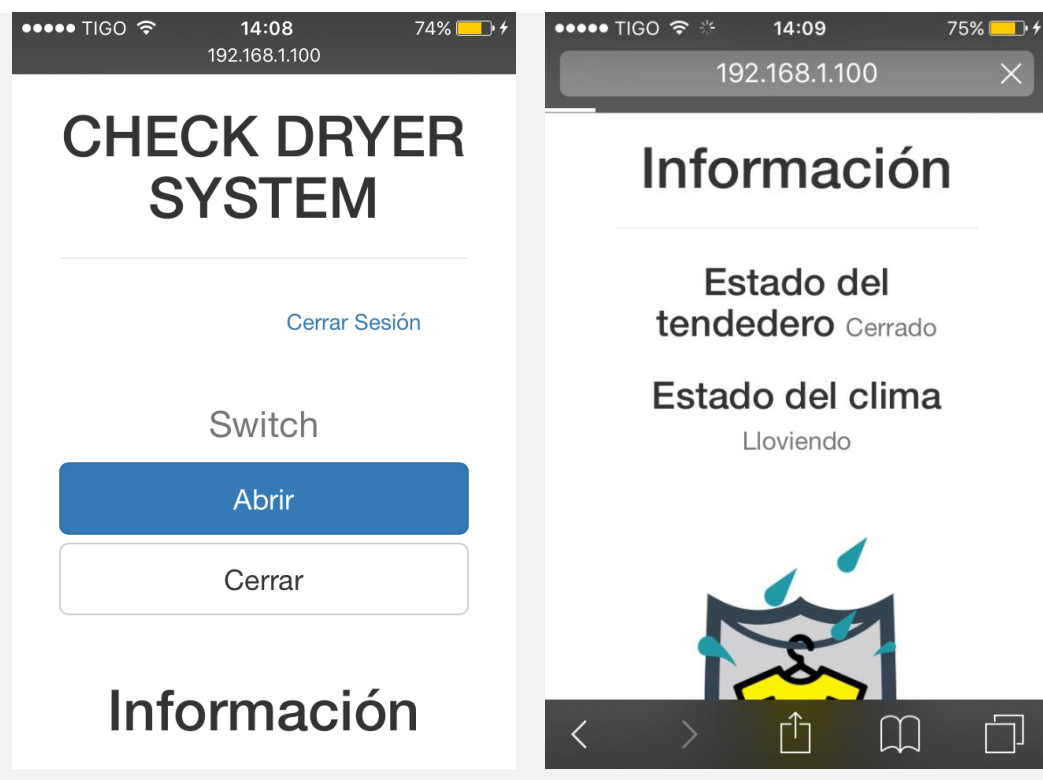 TIGO 14:08 74%
192.168.1.100
CHECK DRYER
SYSTEM
Cerrar Sesión
Switch
Abrir
Cerrar
Información
TIGO 14:09 75%
192.168.1.100
Información
Estado del
tendedero Cerrado
Estado del clima
Lloviendo